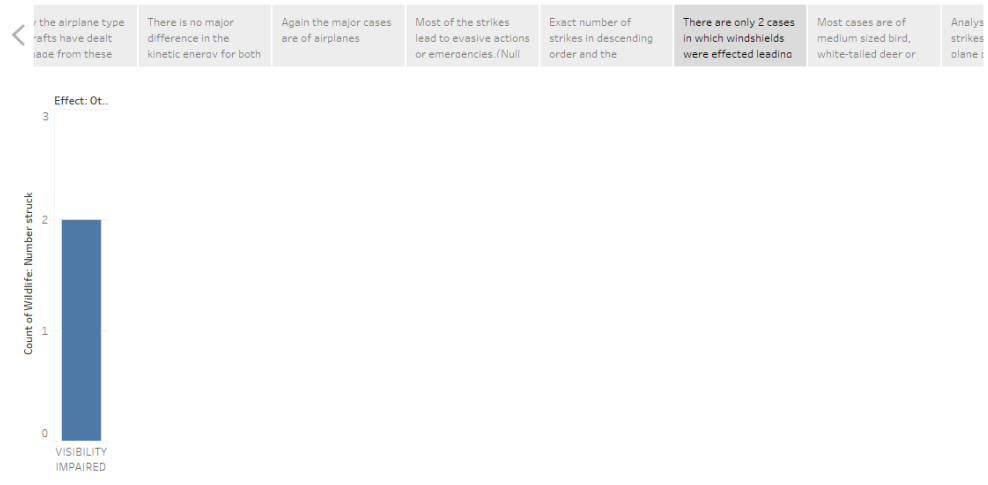 the airplane type
rafts have dealt
from these
There is no major
difference in the
kinetic energy for both
Again the major cases
are of airplanes
Most of the strikes
lead to evasive actions
or emergencies.(Null
Exact number of
strikes in descending
order and the
There are only 2 cases
in which windshields
were effected leading
Most cases are of
medium sized bird,
white-tailed deer or
Analys
strikes
plane
Effect: Ot..
3
2
1
0
Count of Wildlife: Number struck
VISIBILITY
IMPAIRED